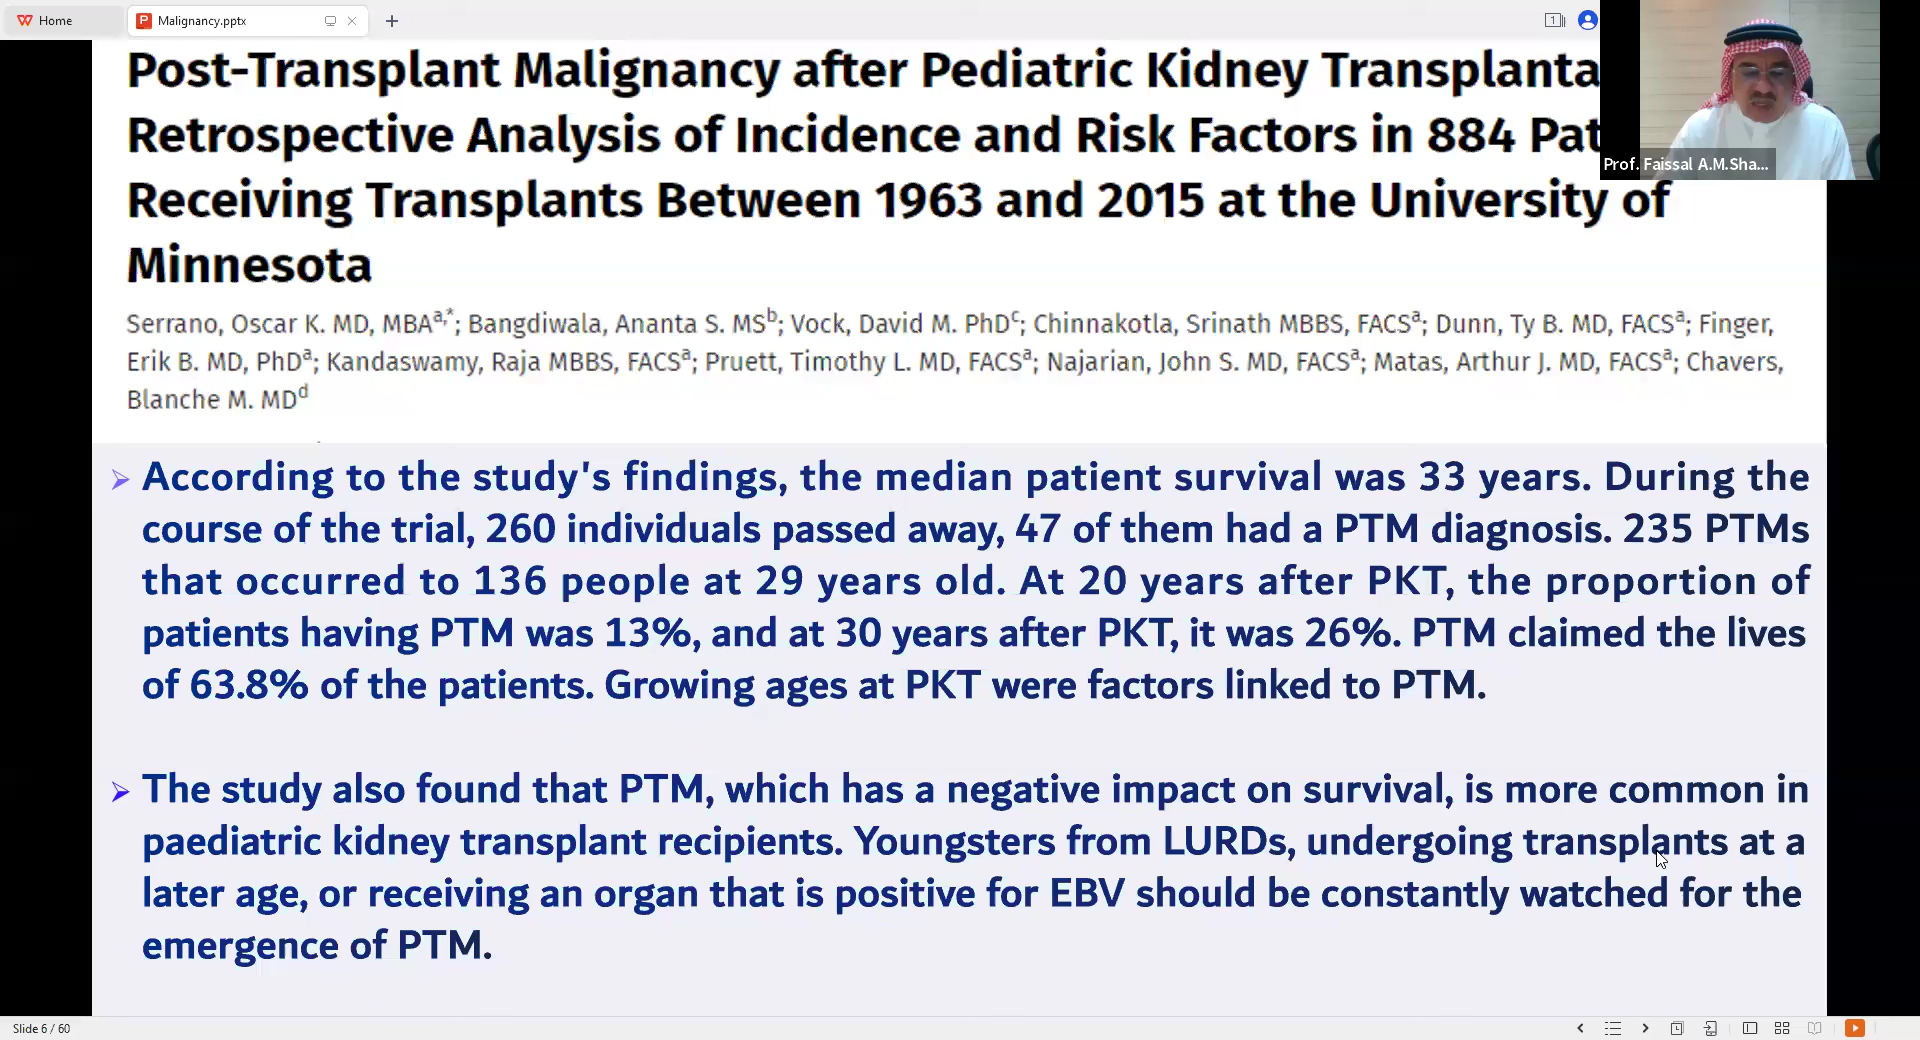 Home
Malignancy.pptx
Post-Transplant Malignancy after Pediatric Kidney Transplanta
Retrospective Analysis of Incidence and Risk Factors in 884 Pat
Receiving Transplants Between 1963 and 2015 at the University of
Minnesota
Prof. Faissal A.M.Sha...
Serrano, Oscar K. MD, MBAa,*; Bangdiwala, Ananta S. MSb; Vock, David M. PhDc; Chinnakotla, Srinath MBBS, FACSa; Dunn, Ty B. MD, FACSa; Finger,
Erik B. MD, PhDa; Kandaswamy, Raja MBBS, FACSa; Pruett, Timothy L. MD, FACSa; Najarian, John S. MD, FACSa; Matas, Arthur J. MD, FACSa; Chavers,
Blanche M. MDd
According to the study's findings, the median patient survival was 33 years. During the
course of the trial, 260 individuals passed away, 47 of them had a PTM diagnosis. 235 PTMs
that occurred to 136 people at 29 years old. At 20 years after PKT, the proportion of
patients having PTM was 13%, and at 30 years after PKT, it was 26%. PTM claimed the lives
of 63.8% of the patients. Growing ages at PKT were factors linked to PTM.
The study also found that PTM, which has a negative impact on survival, is more common in
paediatric kidney transplant recipients. Youngsters from LURDs, undergoing transplants at a
later age, or receiving an organ that is positive for EBV should be constantly watched for the
emergence of PTM.
Slide 6 / 60